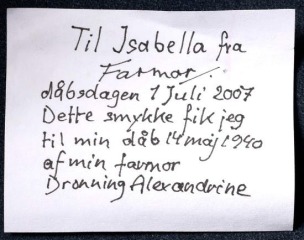 Til Isabella fra
Farmor.
dåbsdagen 1 Juli 2007
Dette smykke fik jeg
til min dåb 14 maj 1940
af min farmor
Dronning Alexandrine